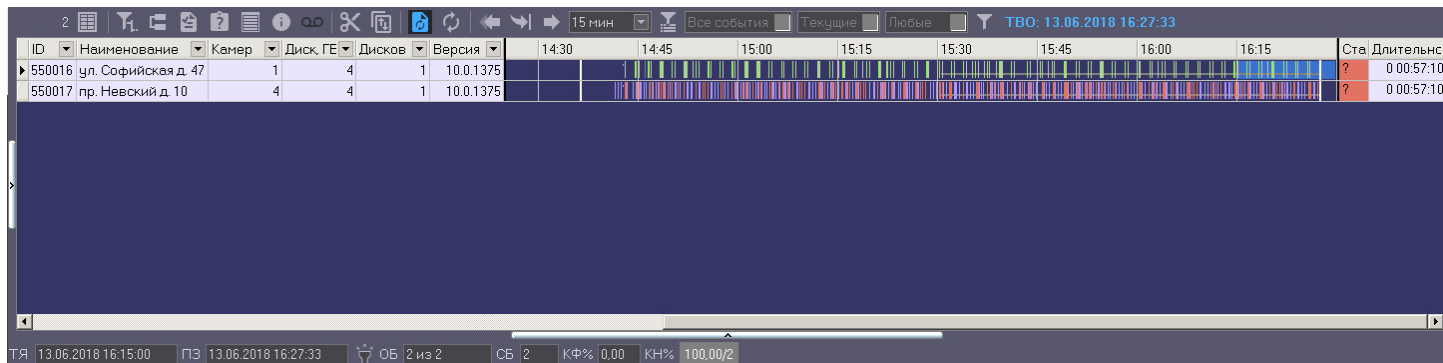 2 15 мин Все события Текущие Любые ТВО: 13.06.2018 16:27:33
ID Наименование Камер Диск, ГЕ Дисков Версия 14:30 14:45 15:00 15:15 15:30 15:45 16:00 16:15 Ста Длительнс
550016 ул. Софийская д. 47 1 4 1 10.0.1375 ? 0 00:57:10
550017 пр. Невский д. 10 4 4 1 10.0.1375 ? 0 00:57:10
ТЯ 13.06.2018 16:15:00 ПЗ 13.06.2018 16:27:33 ОБ 2 из 2 СБ 2 КФ% 0,00 КН% 100,00/2